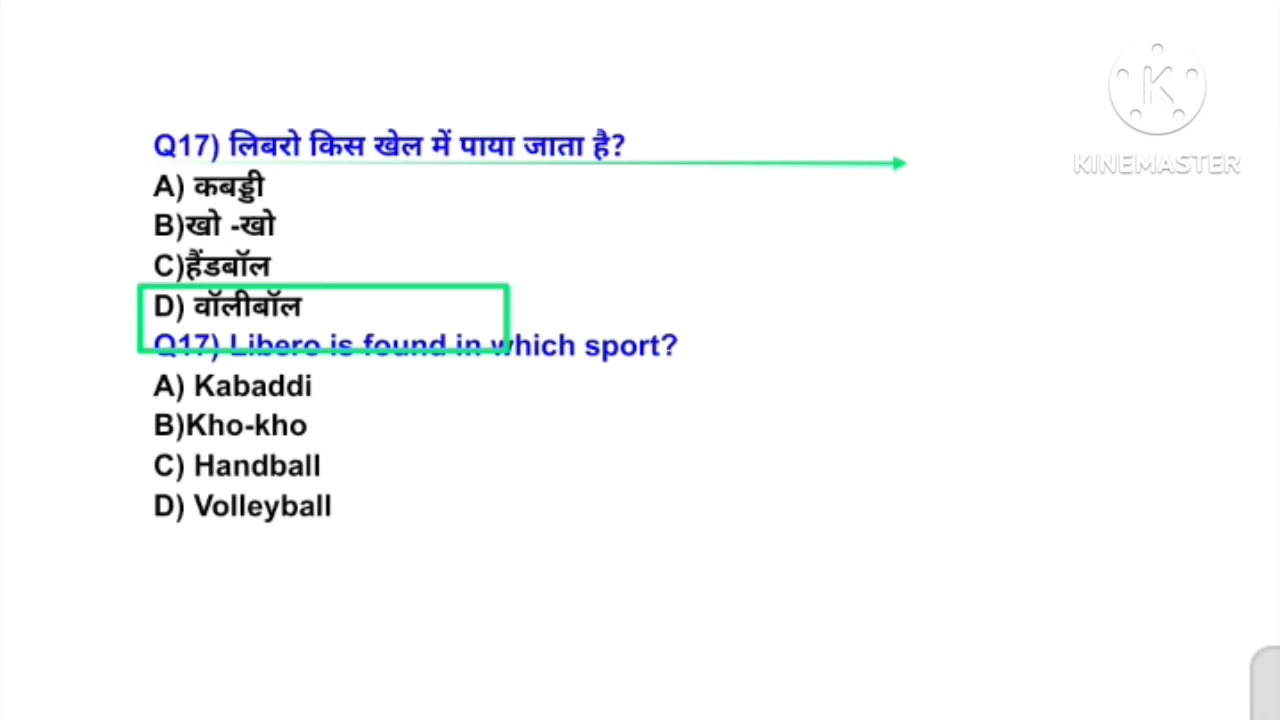 Q17) लिबरो किस खेल में पाया जाता है?
A) कबड्डी
B)खो -खो
C)हैंडबॉल
D) वॉलीबॉल
Q17) Libero is found in which sport?
A) Kabaddi
B)Kho-kho
C) Handball
D) Volleyball
K
KINEMASTER